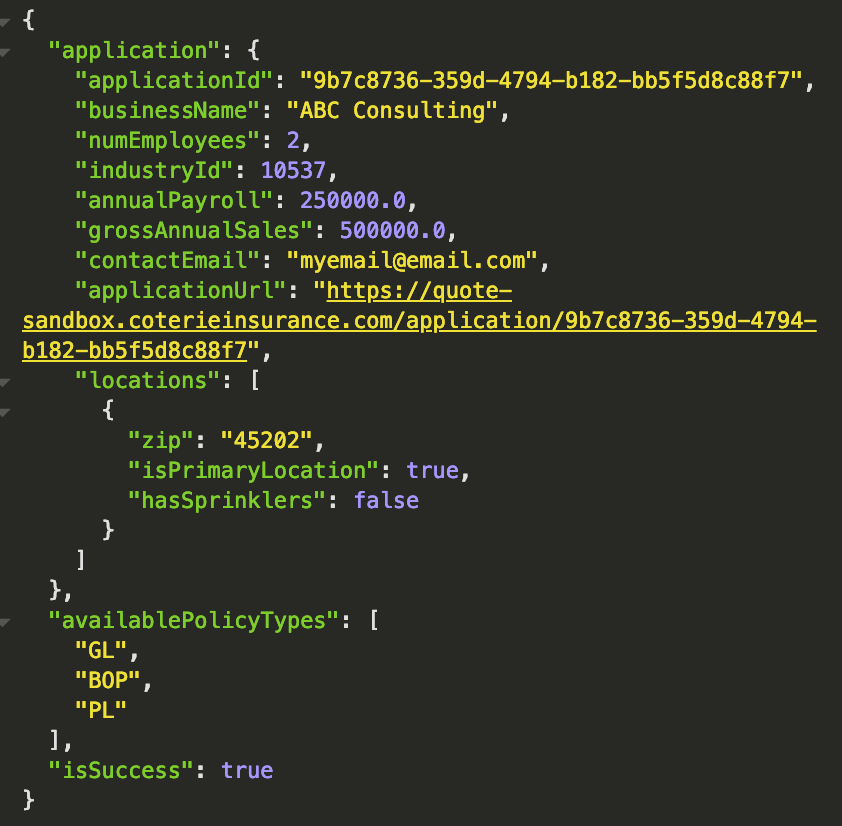 {
  "application": {
    "applicationId": "9b7c8736-359d-4794-b182-bb5f5d8c88f7",
    "businessName": "ABC Consulting",
    "numEmployees": 2,
    "industryId": 10537,
    "annualPayroll": 250000.0,
    "grossAnnualSales": 500000.0,
    "contactEmail": "myemail@email.com",
    "applicationUrl": "https://quote-
sandbox.coterieinsurance.com/application/9b7c8736-359d-4794-
b182-bb5f5d8c88f7",
    "locations": [
      {
        "zip": "45202",
        "isPrimaryLocation": true,
        "hasSprinklers": false
      }
    ]
  },
  "availablePolicyTypes": [
    "GL",
    "BOP",
    "PL"
  ],
  "isSuccess": true
}